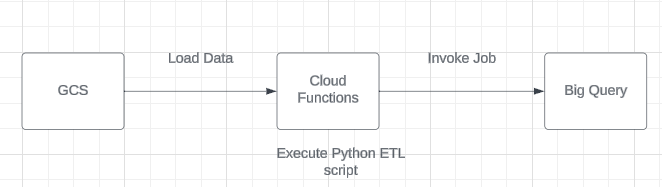 Load Data
Invoke Job
GCS
Cloud
Functions
Big Query
Execute Python ETL
script